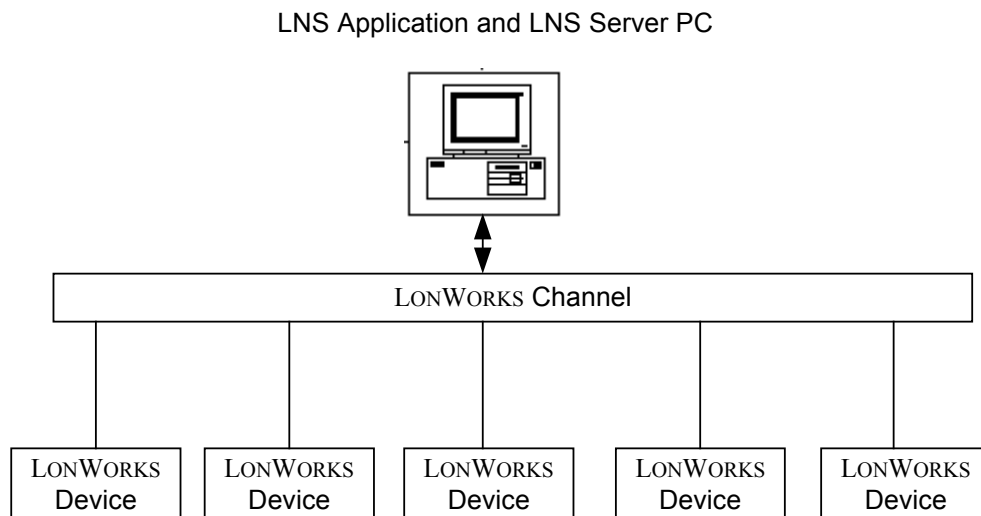 LNS Application and LNS Server PC
LONWORKS Channel
LONWORKS LONWORKS LONWORKS LONWORKS LONWORKS
Device Device Device Device Device